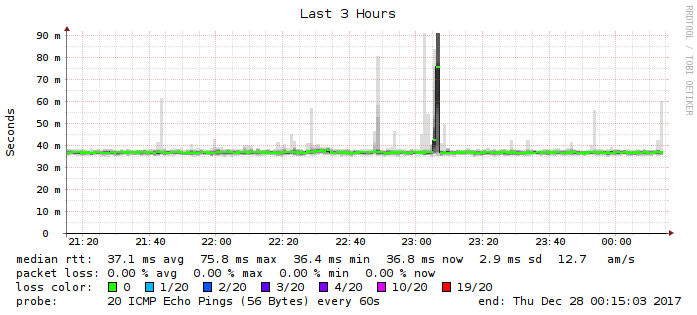 Last 3 Hours
RRDTOOL / TOBI OETIKER
Seconds
90 m
80 m
70 m
60 m
50 m
40 m
30 m
20 m
10 m
0
21:20 21:40 22:00 22:20 22:40 23:00 23:20 23:40 00:00
median rtt: 37.1 ms avg 75.8 ms max 36.4 ms min 36.8 ms now 2.9 ms sd 12.7 am/s
packet loss: 0.00 % avg 0.00 % max 0.00 % min 0.00 % now
loss color: 0 1/20 2/20 3/20 4/20 10/20 19/20
probe: 20 ICMP Echo Pings (56 Bytes) every 60s end: Thu Dec 28 00:15:03 2017